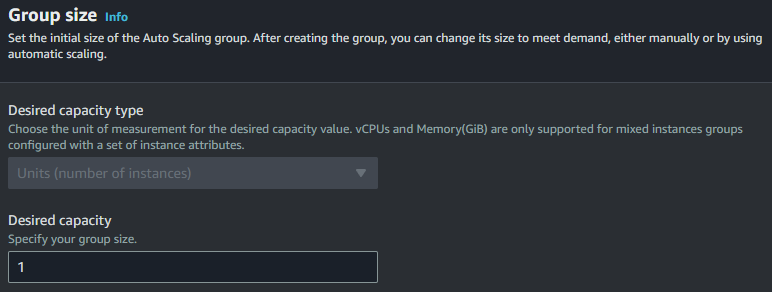 Group size Info
Set the initial size of the Auto Scaling group. After creating the group, you can change its size to meet demand, either manually or by using
automatic scaling.
Desired capacity type
Choose the unit of measurement for the desired capacity value. vCPUs and Memory(GiB) are only supported for mixed instances groups
configured with a set of instance attributes.
Units (number of instances)
Desired capacity
Specify your group size.
1